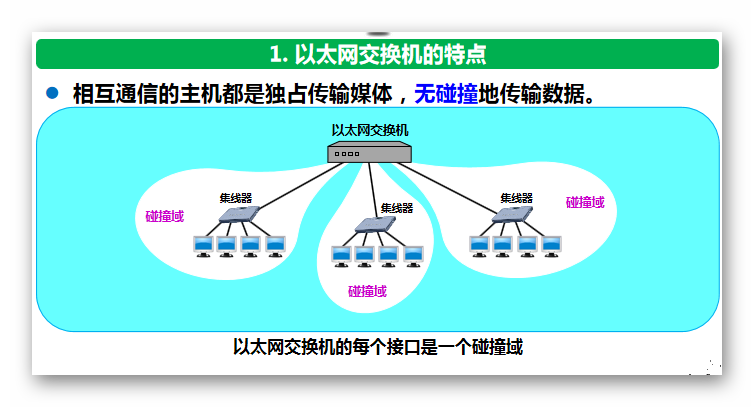 1. 以太网交换机的特点
相互通信的主机都是独占传输媒体，无碰撞地传输数据。
以太网交换机
集线器
碰撞域
集线器
碰撞域
集线器
碰撞域
以太网交换机的每个接口是一个碰撞域